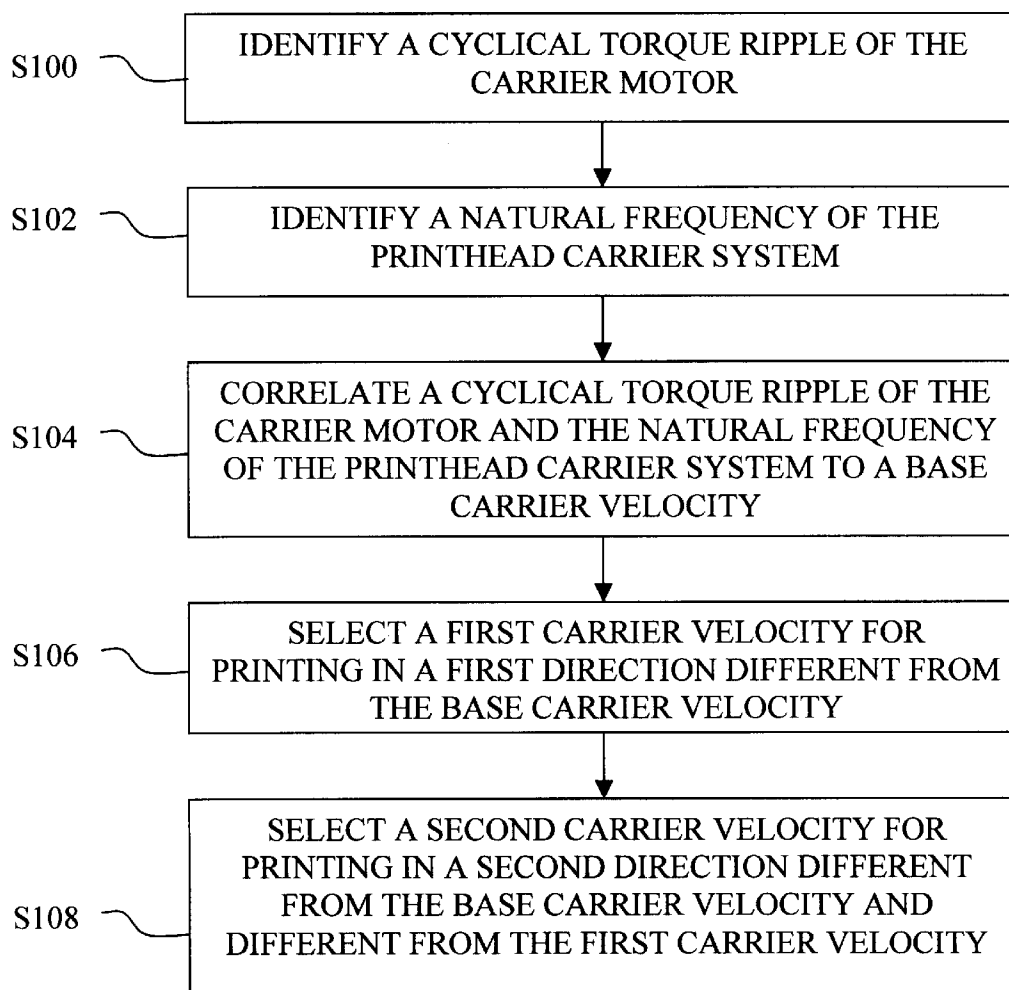 S100
IDENTIFY A CYCLICAL TORQUE RIPPLE OF THE
CARRIER MOTOR
S102
IDENTIFY A NATURAL FREQUENCY OF THE
PRINTHEAD CARRIER SYSTEM
S104
CORRELATE A CYCLICAL TORQUE RIPPLE OF THE
CARRIER MOTOR AND THE NATURAL FREQUENCY
OF THE PRINTHEAD CARRIER SYSTEM TO A BASE
CARRIER VELOCITY
S106
SELECT A FIRST CARRIER VELOCITY FOR
PRINTING IN A FIRST DIRECTION DIFFERENT FROM
THE BASE CARRIER VELOCITY
S108
SELECT A SECOND CARRIER VELOCITY FOR
PRINTING IN A SECOND DIRECTION DIFFERENT
FROM THE BASE CARRIER VELOCITY AND
DIFFERENT FROM THE FIRST CARRIER VELOCITY